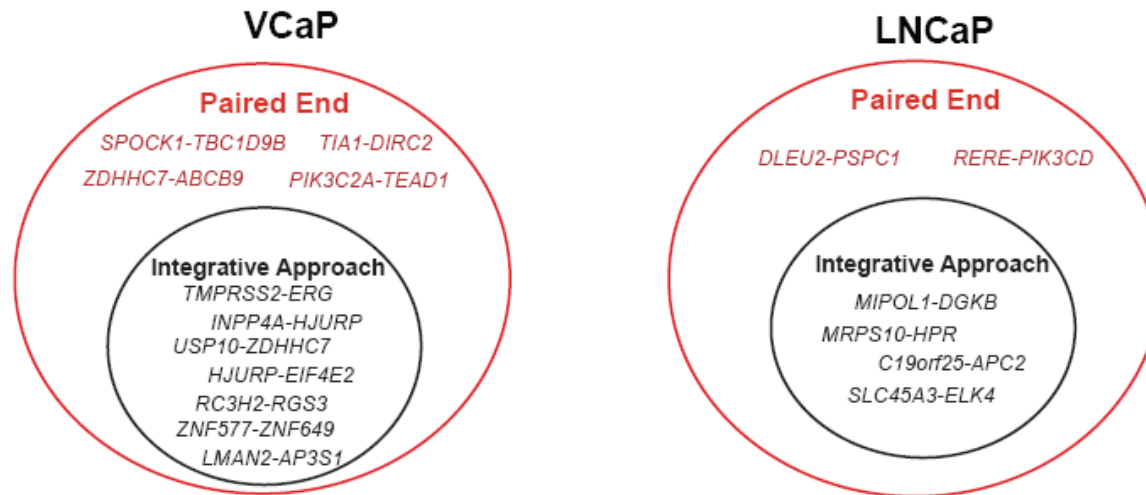 VCaP
Paired End
SPOCK1-TBC1D9B TIA1-DIRC2
ZDHHC7-ABCB9 PIK3C2A-TEAD1
Integrative Approach
TMPRSS2-ERG
INPP4A-HJURP
USP10-ZDHHC7
HJURP-EIF4E2
RC3H2-RGS3
ZNF577-ZNF649
LMAN2-AP3S1
LNCaP
Paired End
DLEU2-PSPC1 RERE-PIK3CD
Integrative Approach
MIPOL1-DGKB
MRPS10-HPR
C19orf25-APC2
SLC45A3-ELK4